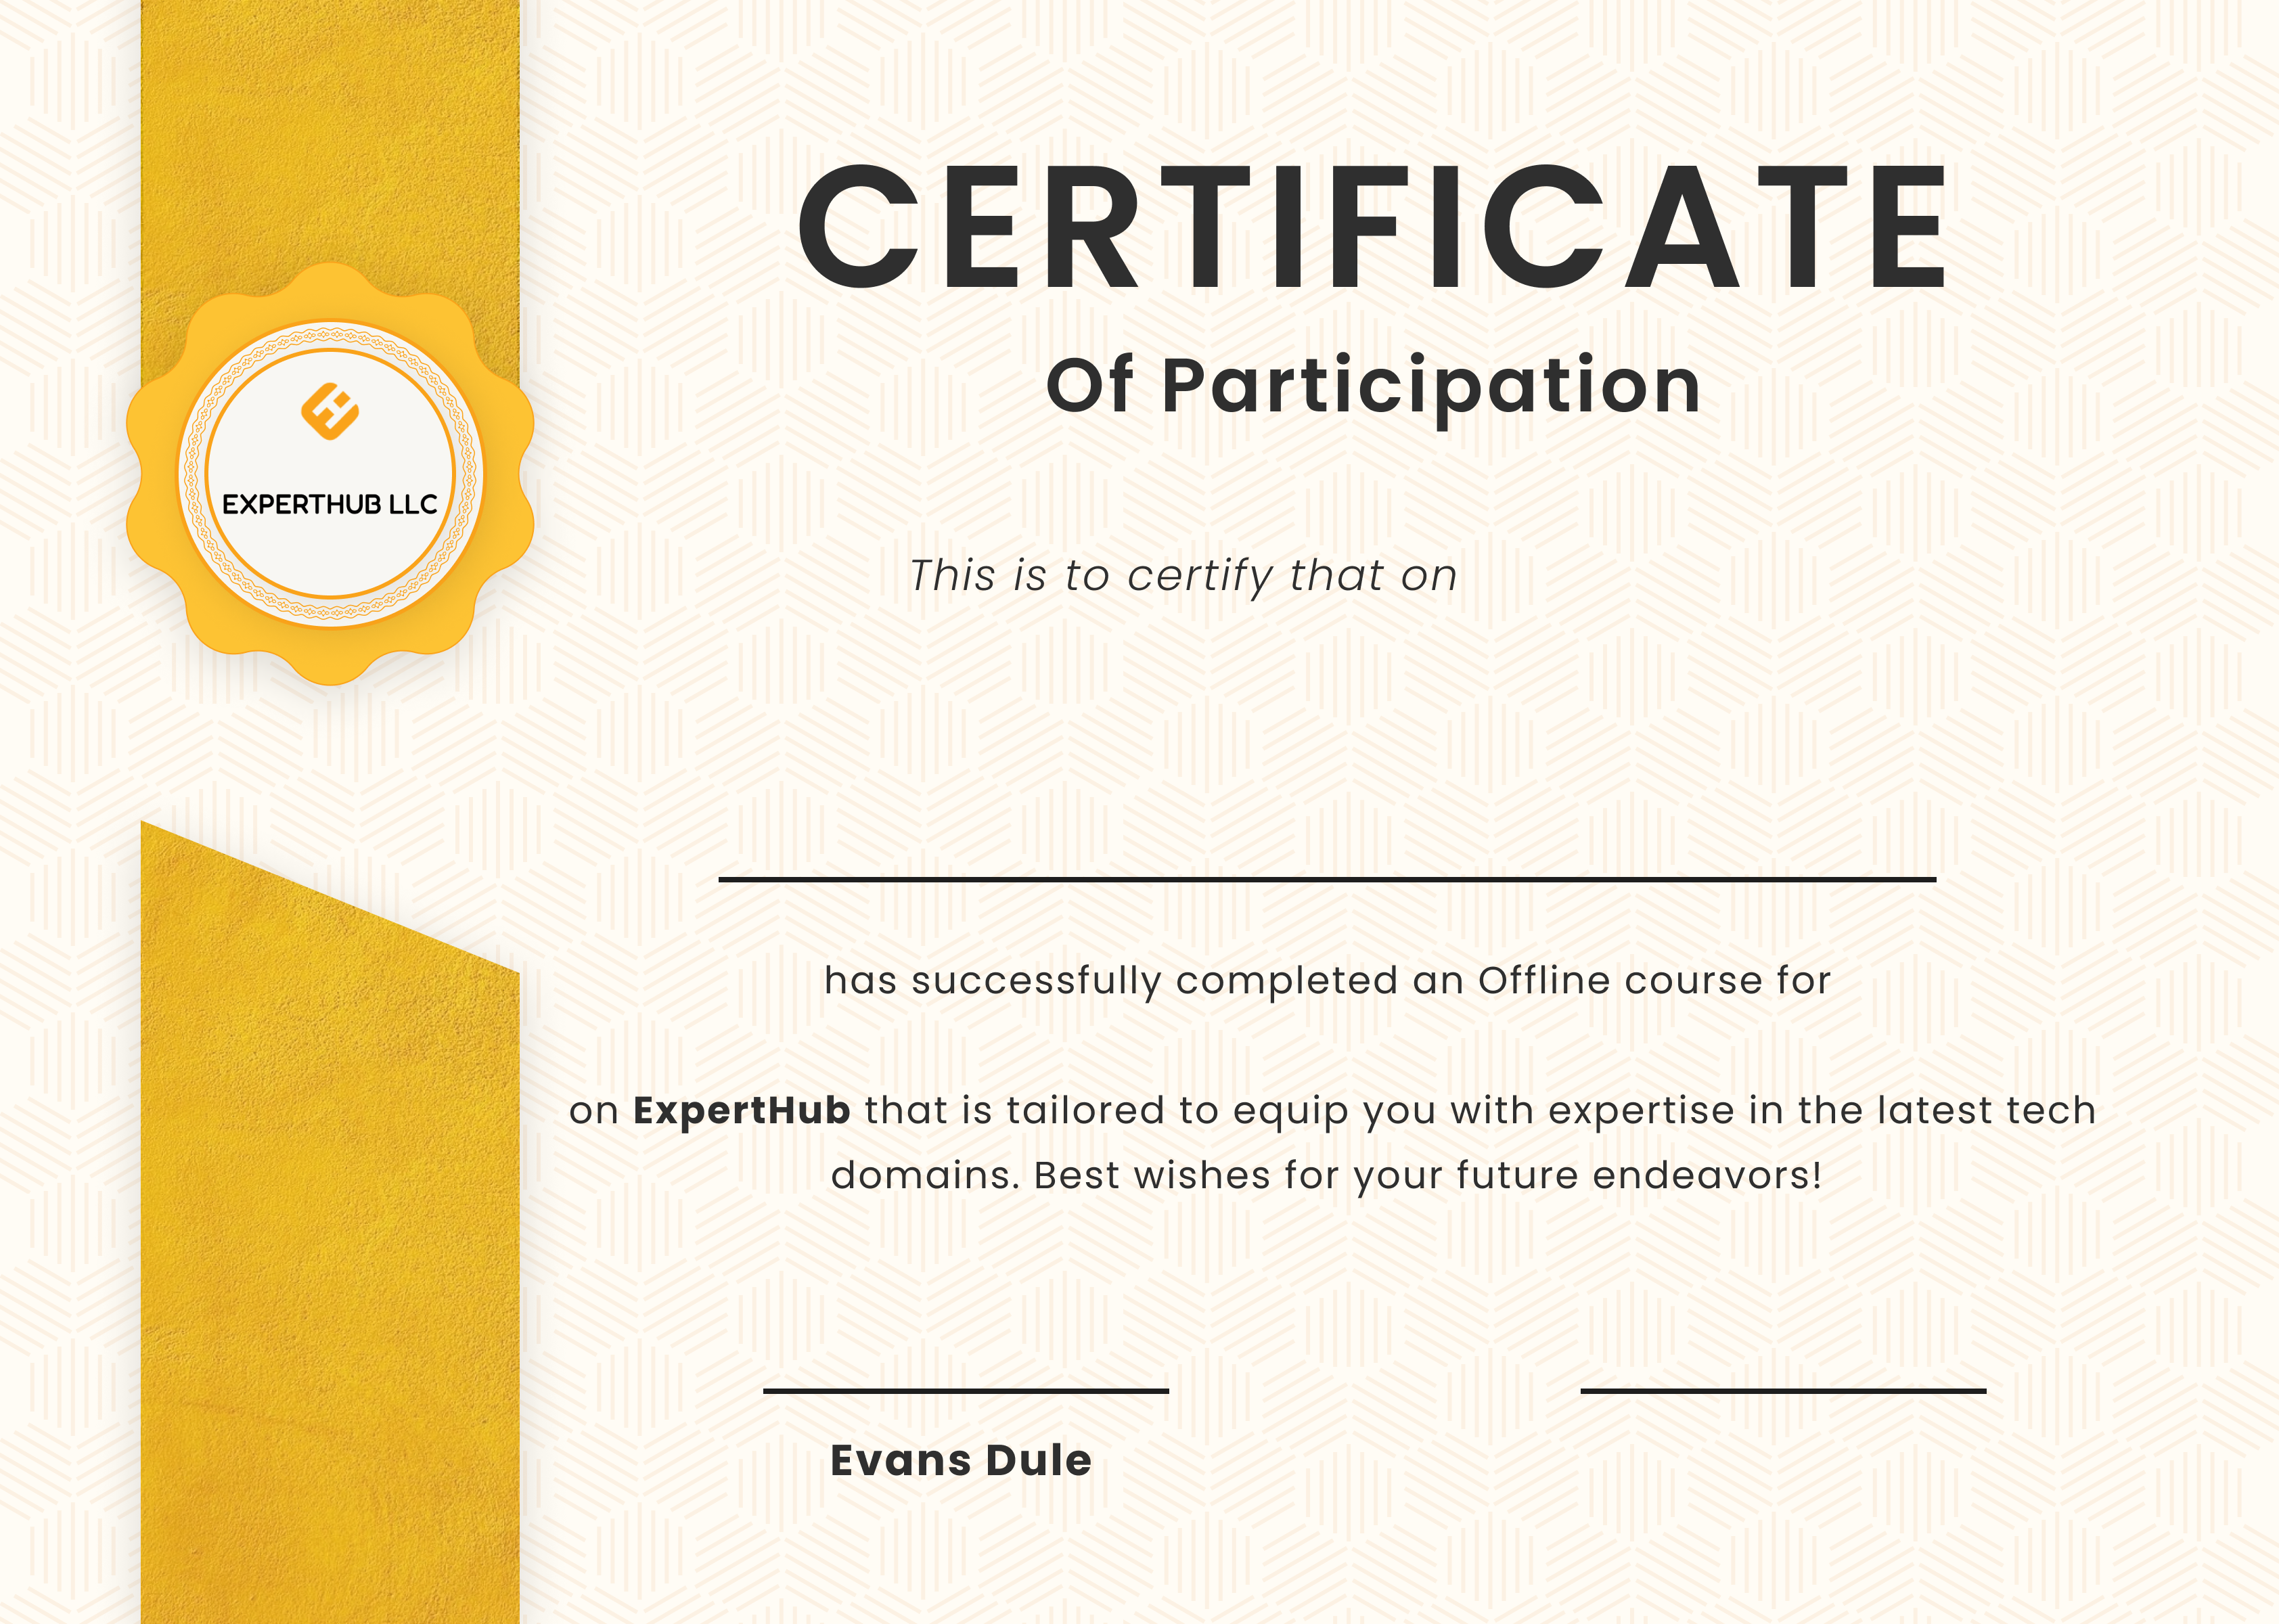 CERTIFICATE
Of Participation
EXPERTHUB LLC
This is to certify that on
has successfully completed an Offline course for
on ExpertHub that is tailored to equip you with expertise in the latest tech
domains. Best wishes for your future endeavors!
Evans Dule